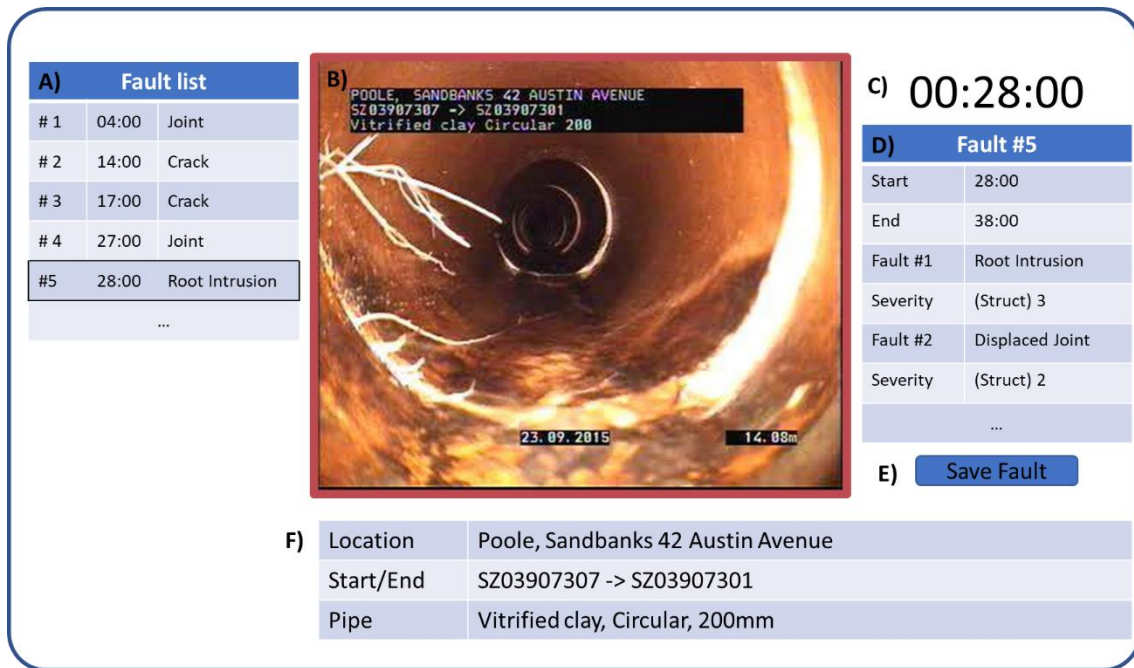 A) Fault list
# 1 04:00 Joint
# 2 14:00 Crack
# 3 17:00 Crack
# 4 27:00 Joint
#5 28:00 Root Intrusion
...
B)
POOLE, SANDBANKS 42 AUSTIN AVENUE
SZ03907307 -> SZ03907301
Vitrified clay Circular 200
23.09.2015 14.08m
C) 00:28:00
D) Fault #5
Start 28:00
End 38:00
Fault #1 Root Intrusion
Severity (Struct) 3
Fault #2 Displaced Joint
Severity (Struct) 2
...
E) Save Fault
F) Location Poole, Sandbanks 42 Austin Avenue
Start/End SZ03907307 -> SZ03907301
Pipe Vitrified clay, Circular, 200mm